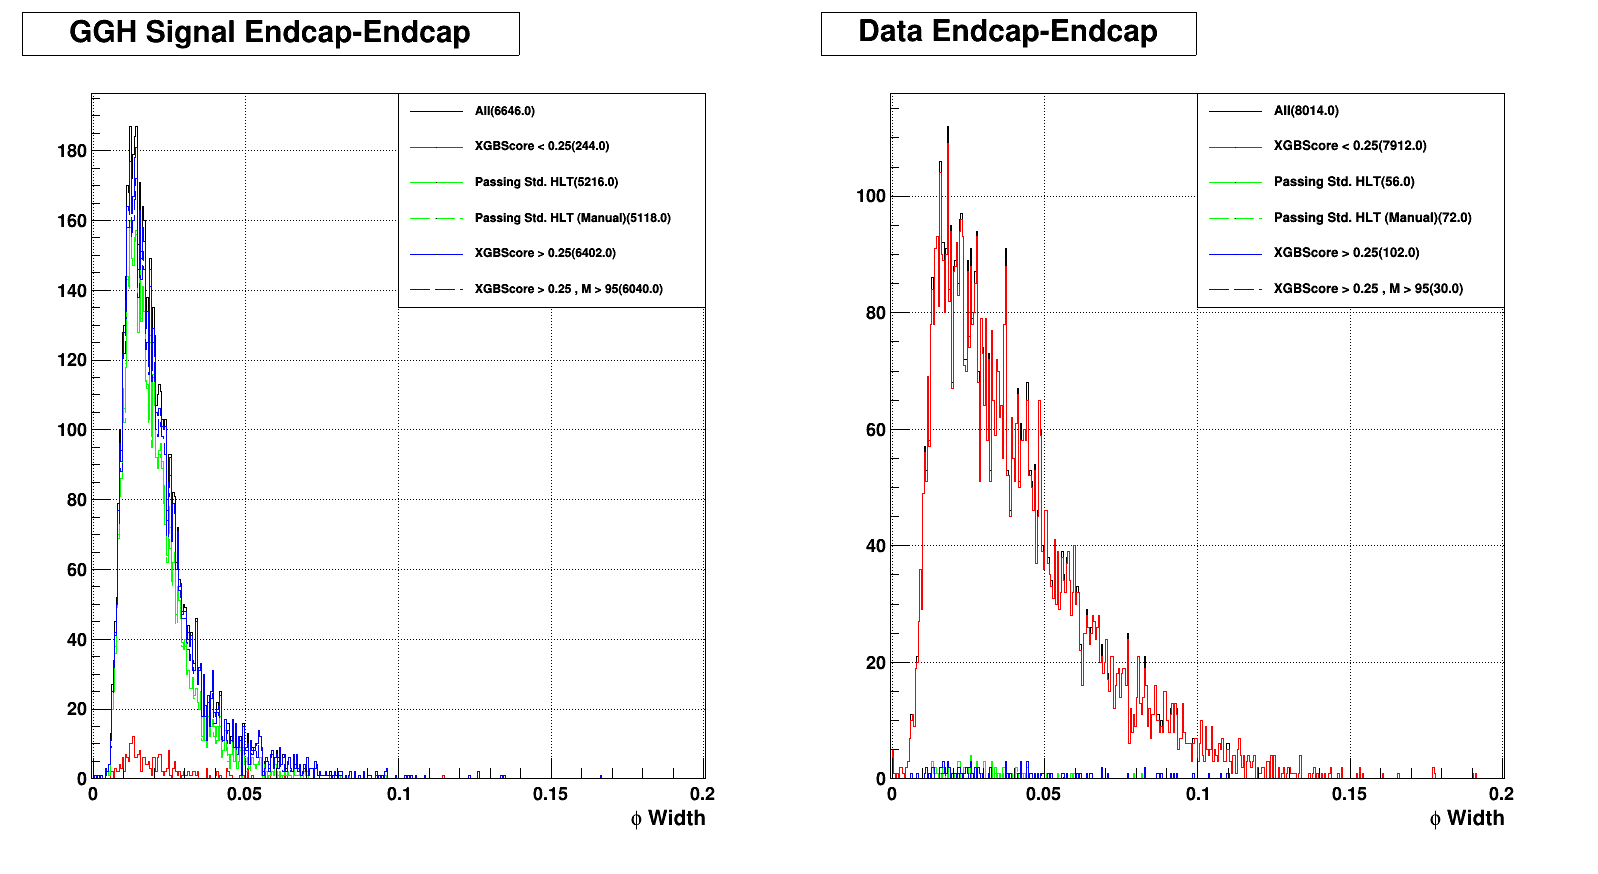 GGH Signal Endcap-Endcap
All(6646.0)
XGBScore < 0.25(244.0)
Passing Std. HLT(5216.0)
Passing Std. HLT (Manual)(5118.0)
XGBScore > 0.25(6402.0)
XGBScore > 0.25 , M > 95(6040.0)
180
160
140
120
100
80
60
40
20
0
0 0.05 0.1 0.15 0.2
ϕ Width
Data Endcap-Endcap
All(8014.0)
XGBScore < 0.25(7912.0)
Passing Std. HLT(56.0)
Passing Std. HLT (Manual)(72.0)
XGBScore > 0.25(102.0)
XGBScore > 0.25 , M > 95(30.0)
100
80
60
40
20
0
0 0.05 0.1 0.15 0.2
ϕ Width